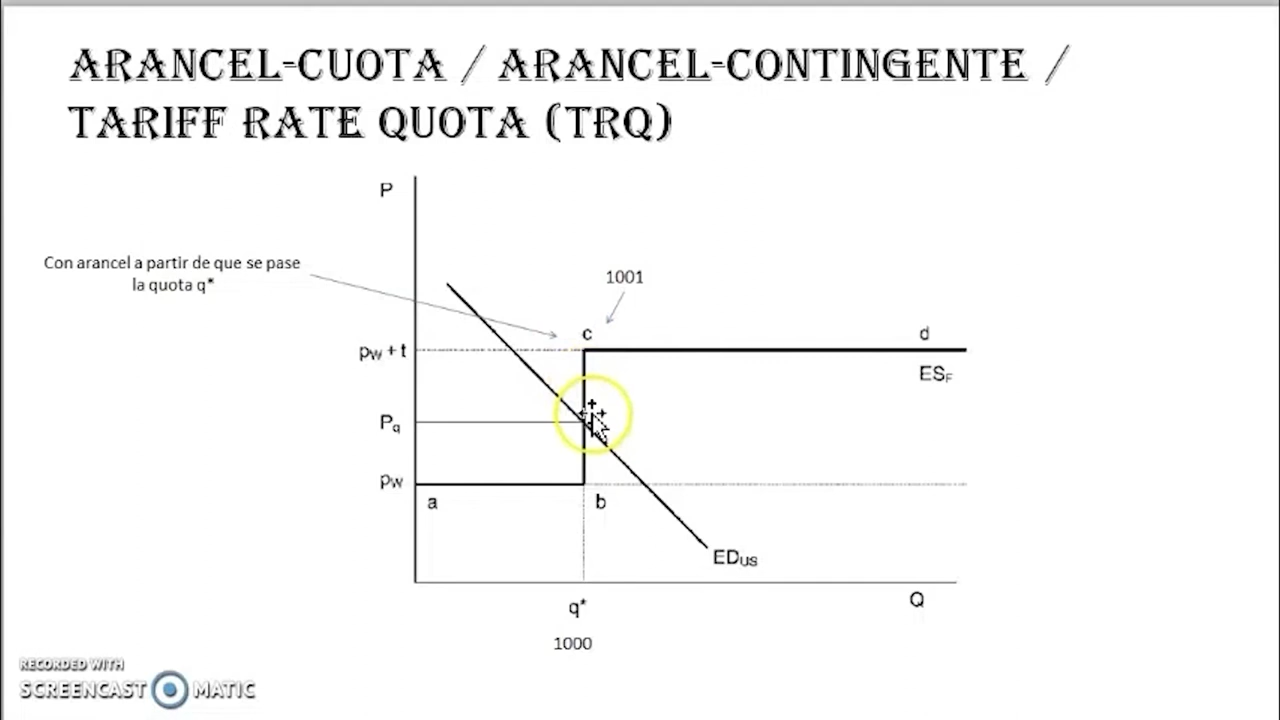 ARANCEL-CUOTA / ARANCEL-CONTINGENTE /
TARIFF RATE QUOTA (TRQ)
P
Con arancel a partir de que se pase
la quota q*
1001
c
d
pw + t
ESF
Pq
pw
a
b
EDUS
q*
Q
1000
RECORDED WITH
SCREENCAST MATIC